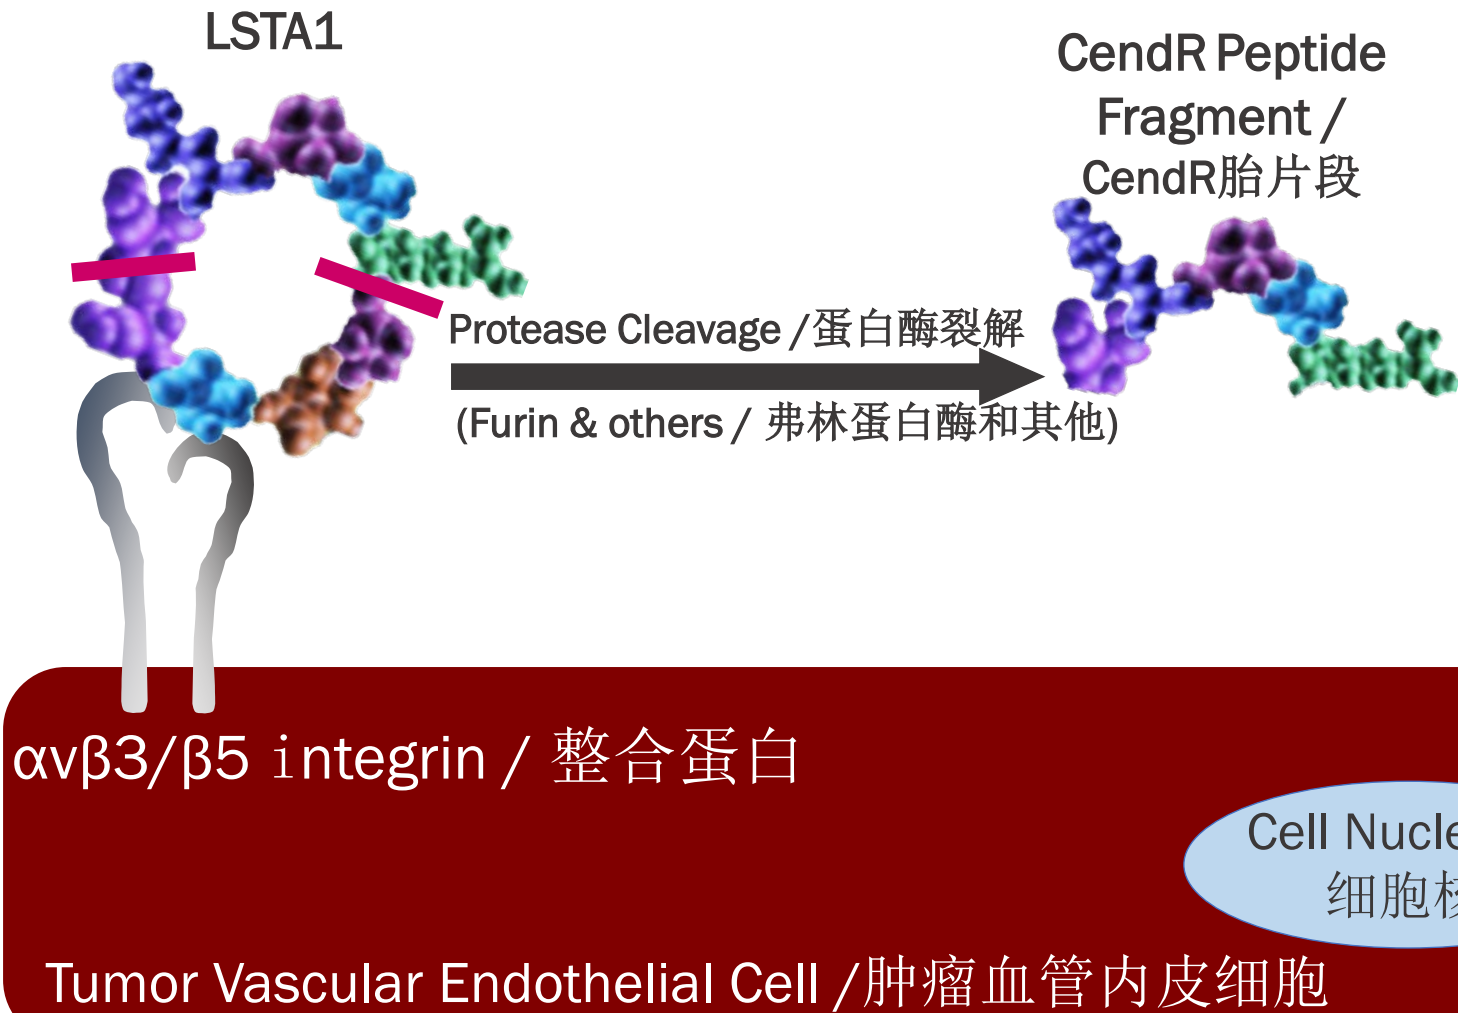 LSTA1
CendR Peptide
Fragment /
CendR胎片段
Protease Cleavage /蛋白酶裂解
(Furin & others / 弗林蛋白酶和其他)
αvβ3/β5 integrin / 整合蛋白
Cell Nucle
细胞核
Tumor Vascular Endothelial Cell /肿瘤血管内皮细胞